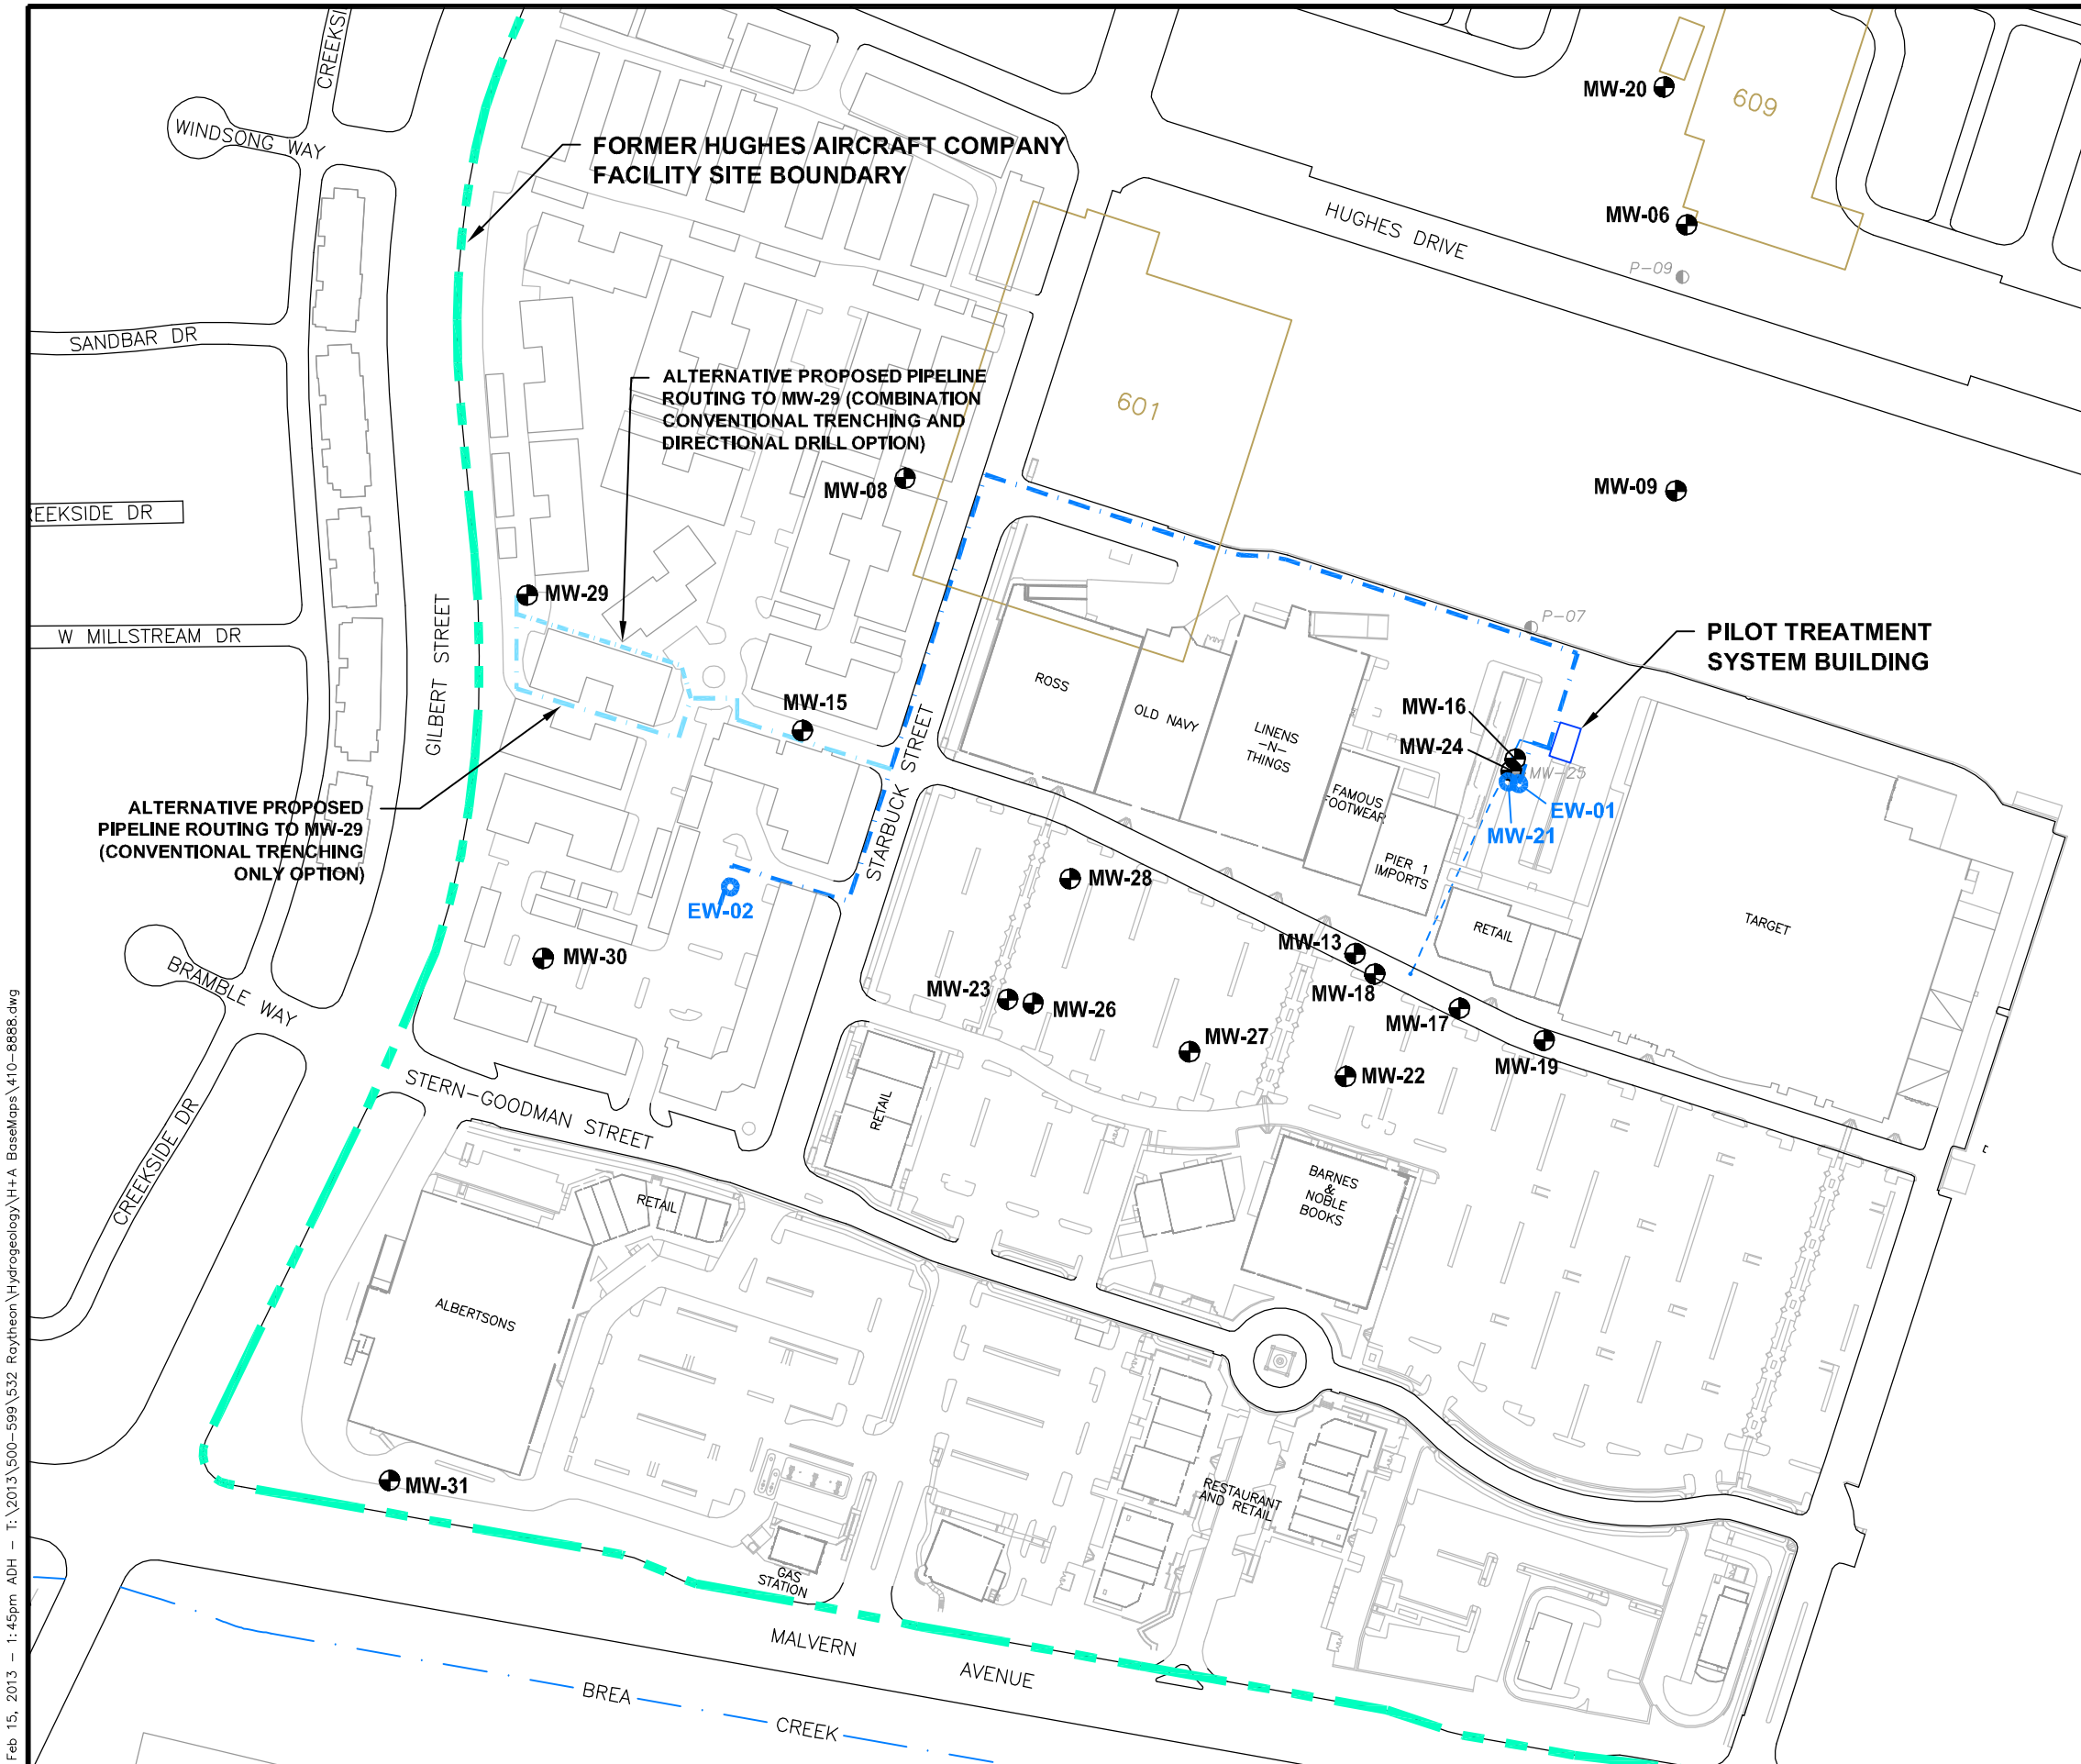 CREEKSI
WINDSONG WAY
FORMER HUGHES AIRCRAFT COMPANY
FACILITY SITE BOUNDARY
MW-20
609
MW-06
HUGHES DRIVE
P-09
SANDBAR DR
ALTERNATIVE PROPOSED PIPELINE
ROUTING TO MW-29 (COMBINATION
CONVENTIONAL TRENCHING AND
DIRECTIONAL DRILL OPTION)
601
MW-08
MW-09
REEKSIDE DR
MW-29
GILBERT STREET
W MILLSTREAM DR
P-07
PILOT TREATMENT
SYSTEM BUILDING
ROSS
OLD NAVY
LINENS
-N-
THINGS
MW-15
MW-16
MW-24
MW-25
EW-01
MW-21
STARBUCK STREET
FAMOUS
FOOTWEAR
PIER 1
IMPORTS
ALTERNATIVE PROPOSED
PIPELINE ROUTING TO MW-29
(CONVENTIONAL TRENCHING
ONLY OPTION)
EW-02
MW-28
RETAIL
TARGET
MW-30
BRAMBLE WAY
MW-13
MW-18
MW-23
MW-26
MW-17
MW-27
MW-19
MW-22
STERN-GOODMAN STREET
CREEKSIDE DR
RETAIL
RETAIL
BARNES
&
NOBLE
BOOKS
ALBERTSONS
MW-31
RESTAURANT
AND RETAIL
GAS
STATION
MALVERN AVENUE
BREA CREEK
Feb 15, 2013 - 1:45pm ADH - T:\2013\500-599\532 Raytheon\Hydrogeology\H+A BaseMaps\410-8888.dwg